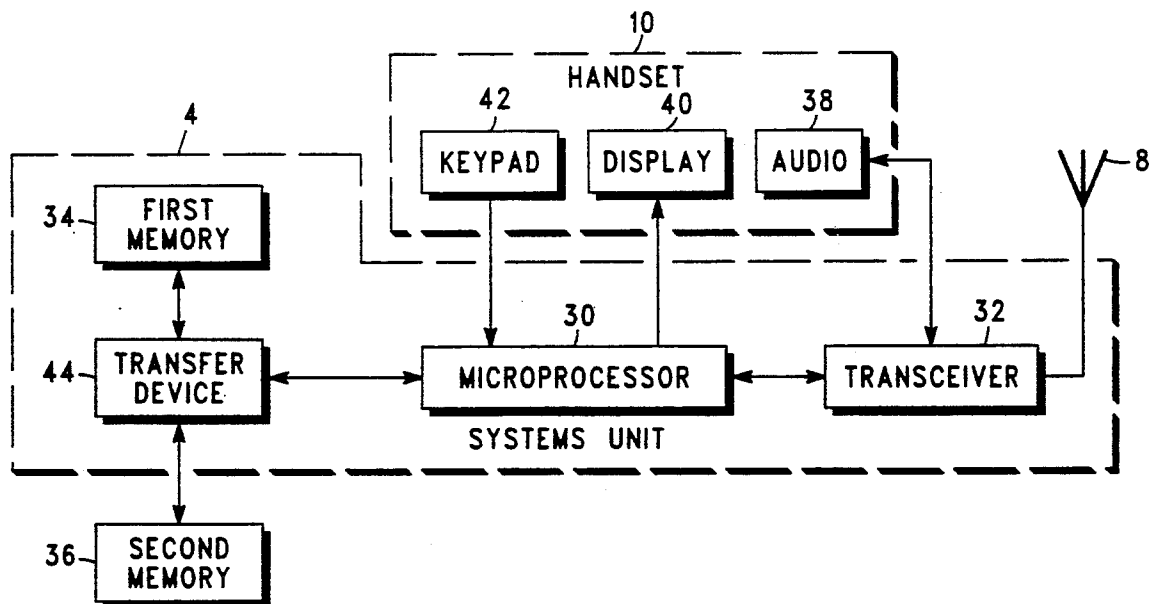 10
HANDSET
42
40
38
KEYPAD
DISPLAY
AUDIO
4
8
34
FIRST
MEMORY
30
32
44
TRANSFER
DEVICE
MICROPROCESSOR
TRANSCEIVER
SYSTEMS UNIT
36
SECOND
MEMORY